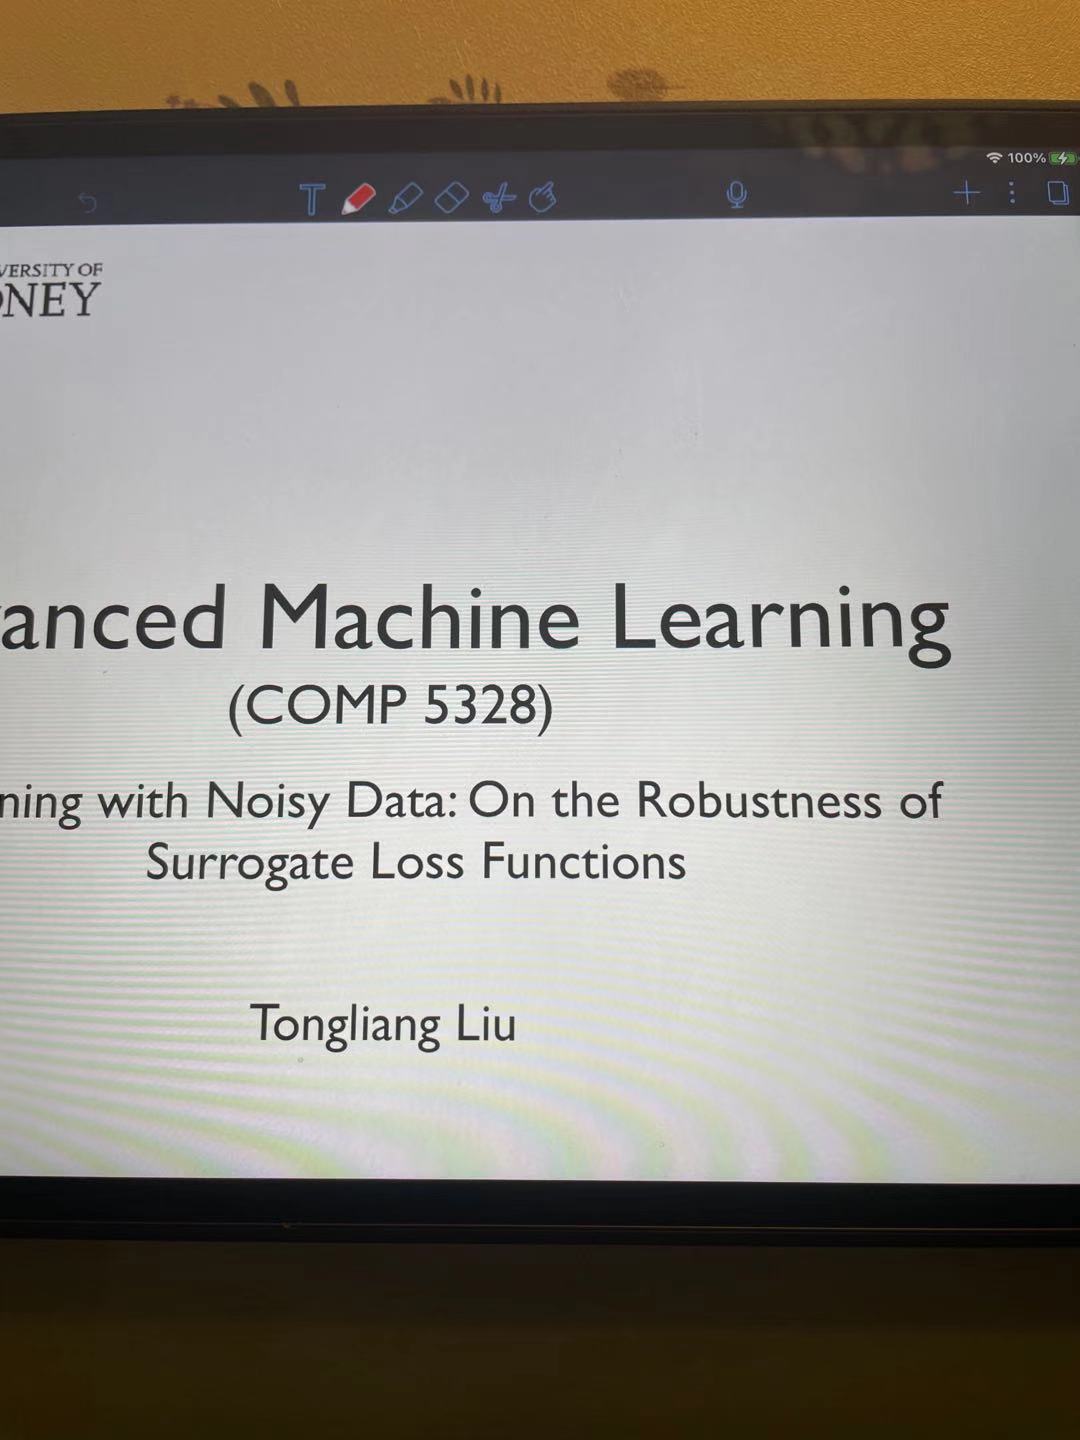 100%
VERSITY OF
NEY
anced Machine Learning
(COMP 5328)
ning with Noisy Data: On the Robustness of
Surrogate Loss Functions
Tongliang Liu